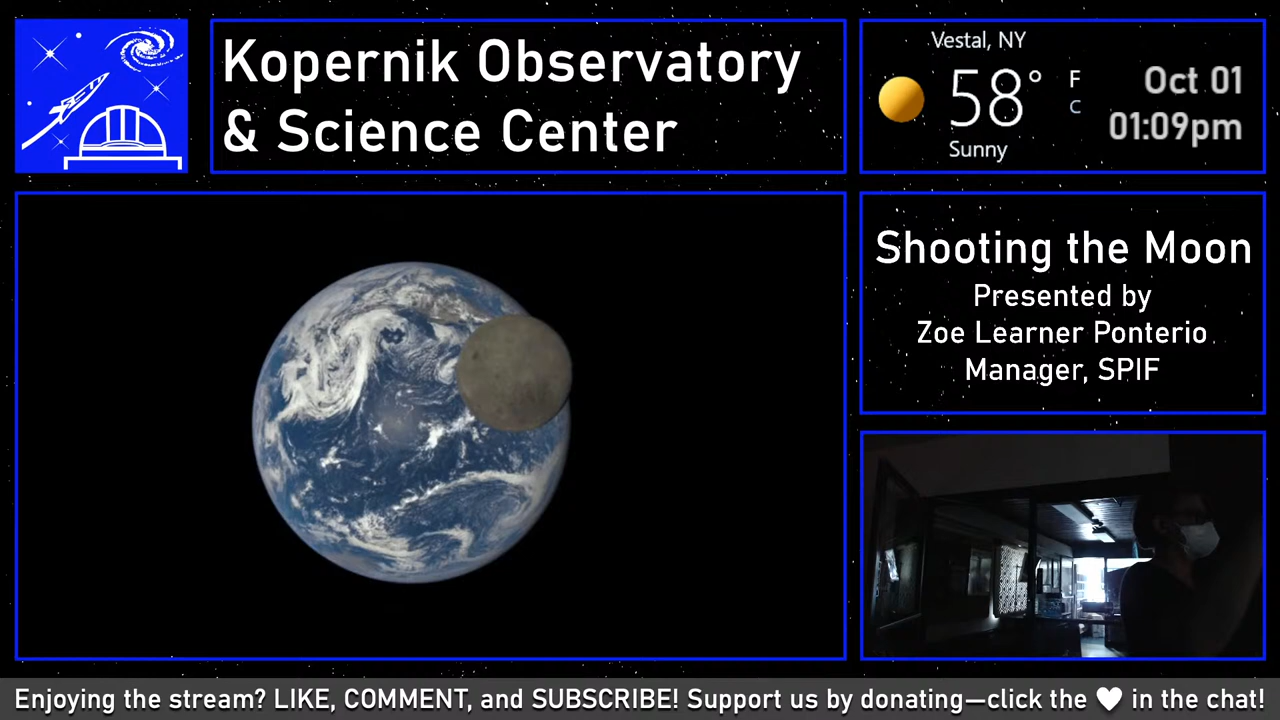 Kopernik Observatory
& Science Center
Vestal, NY
58° F
C
Sunny
Oct 01
01:09pm
Shooting the Moon
Presented by
Zoe Learner Ponterio
Manager, SPIF
Enjoying the stream? LIKE, COMMENT, and SUBSCRIBE! Support us by donating—click the ♥ in the chat!